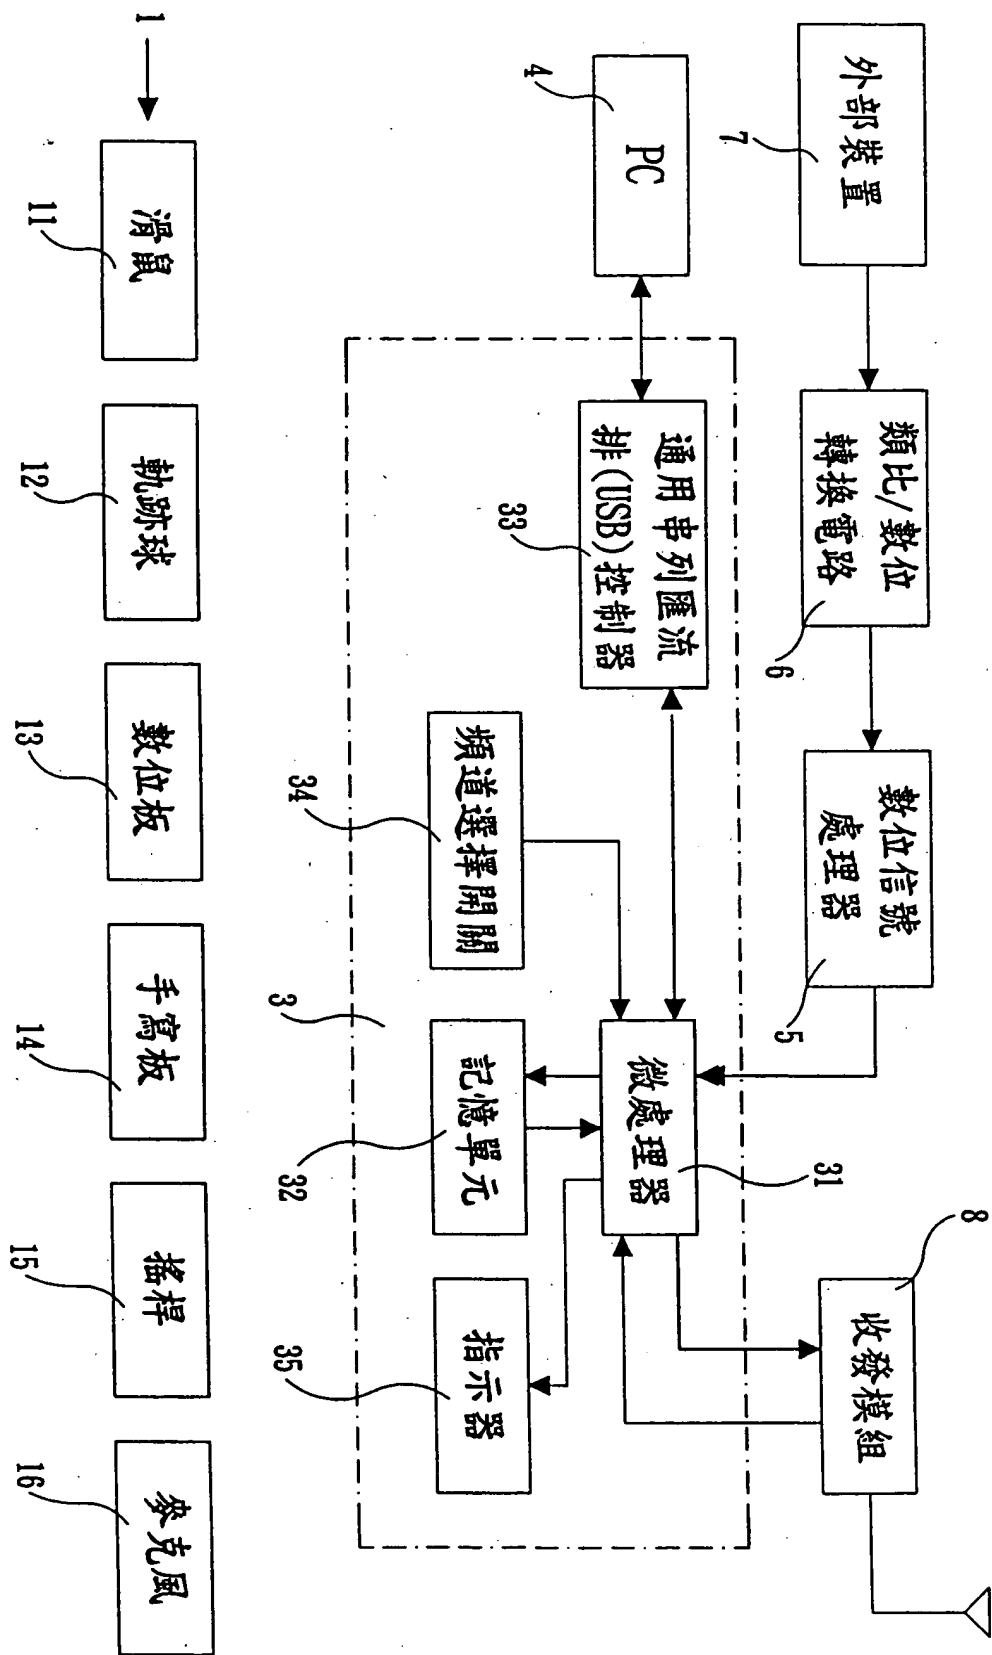 外部裝置
7
類比/數位
轉換電路
6
數位信號
處理器
5
8
收發模組
PC
4
通用串列匯流
排(USB)控制器
33
微處理器
31
頻道選擇開關
34
3
記憶單元
32
指示器
35
1
滑鼠
11
軌跡球
12
數位板
13
手寫板
14
搖桿
15
麥克風
16